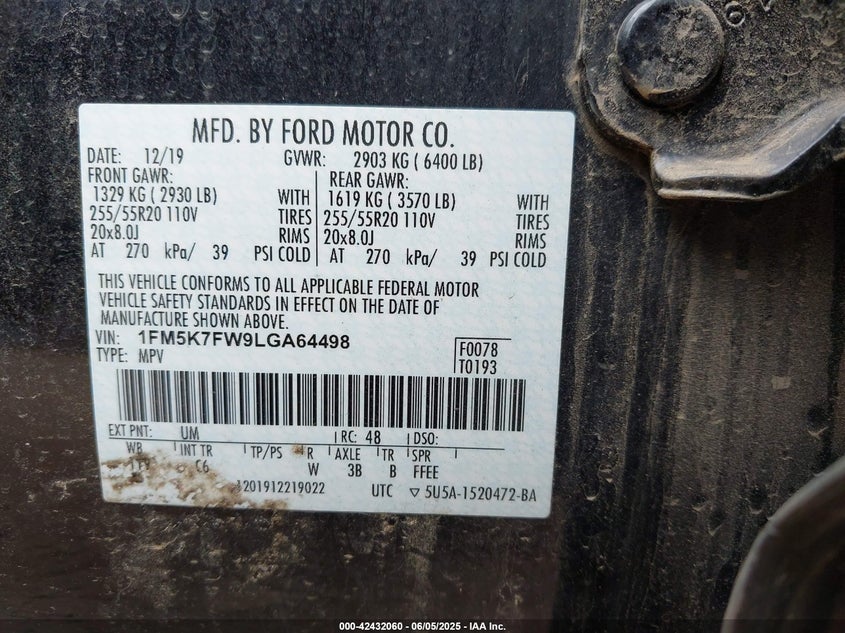 MFD. BY FORD MOTOR CO.
DATE: 12/19 GVWR: 2903 KG ( 6400 LB)
FRONT GAWR: REAR GAWR:
1329 KG ( 2930 LB) WITH 1619 KG ( 3570 LB) WITH
255/55R20 110V TIRES 255/55R20 110V TIRES
20x8.0J RIMS 20x8.0J RIMS
AT 270 kPa/ 39 PSI COLD AT 270 kPa/ 39 PSI COLD
THIS VEHICLE CONFORMS TO ALL APPLICABLE FEDERAL MOTOR
VEHICLE SAFETY STANDARDS IN EFFECT ON THE DATE OF
MANUFACTURE SHOWN ABOVE.
VIN: 1FM5K7FW9LGA64498 F0078
TYPE: MPV T0193
EXT PNT: UM RC: 48 DSO:
WB INT TR TP/PS R AXLE TR SPR
C6 W 3B B FFEE
1201912219022 UTC ▽ 5U5A-1520472-BA
000-42432060 - 06/05/2025 - IAA Inc.